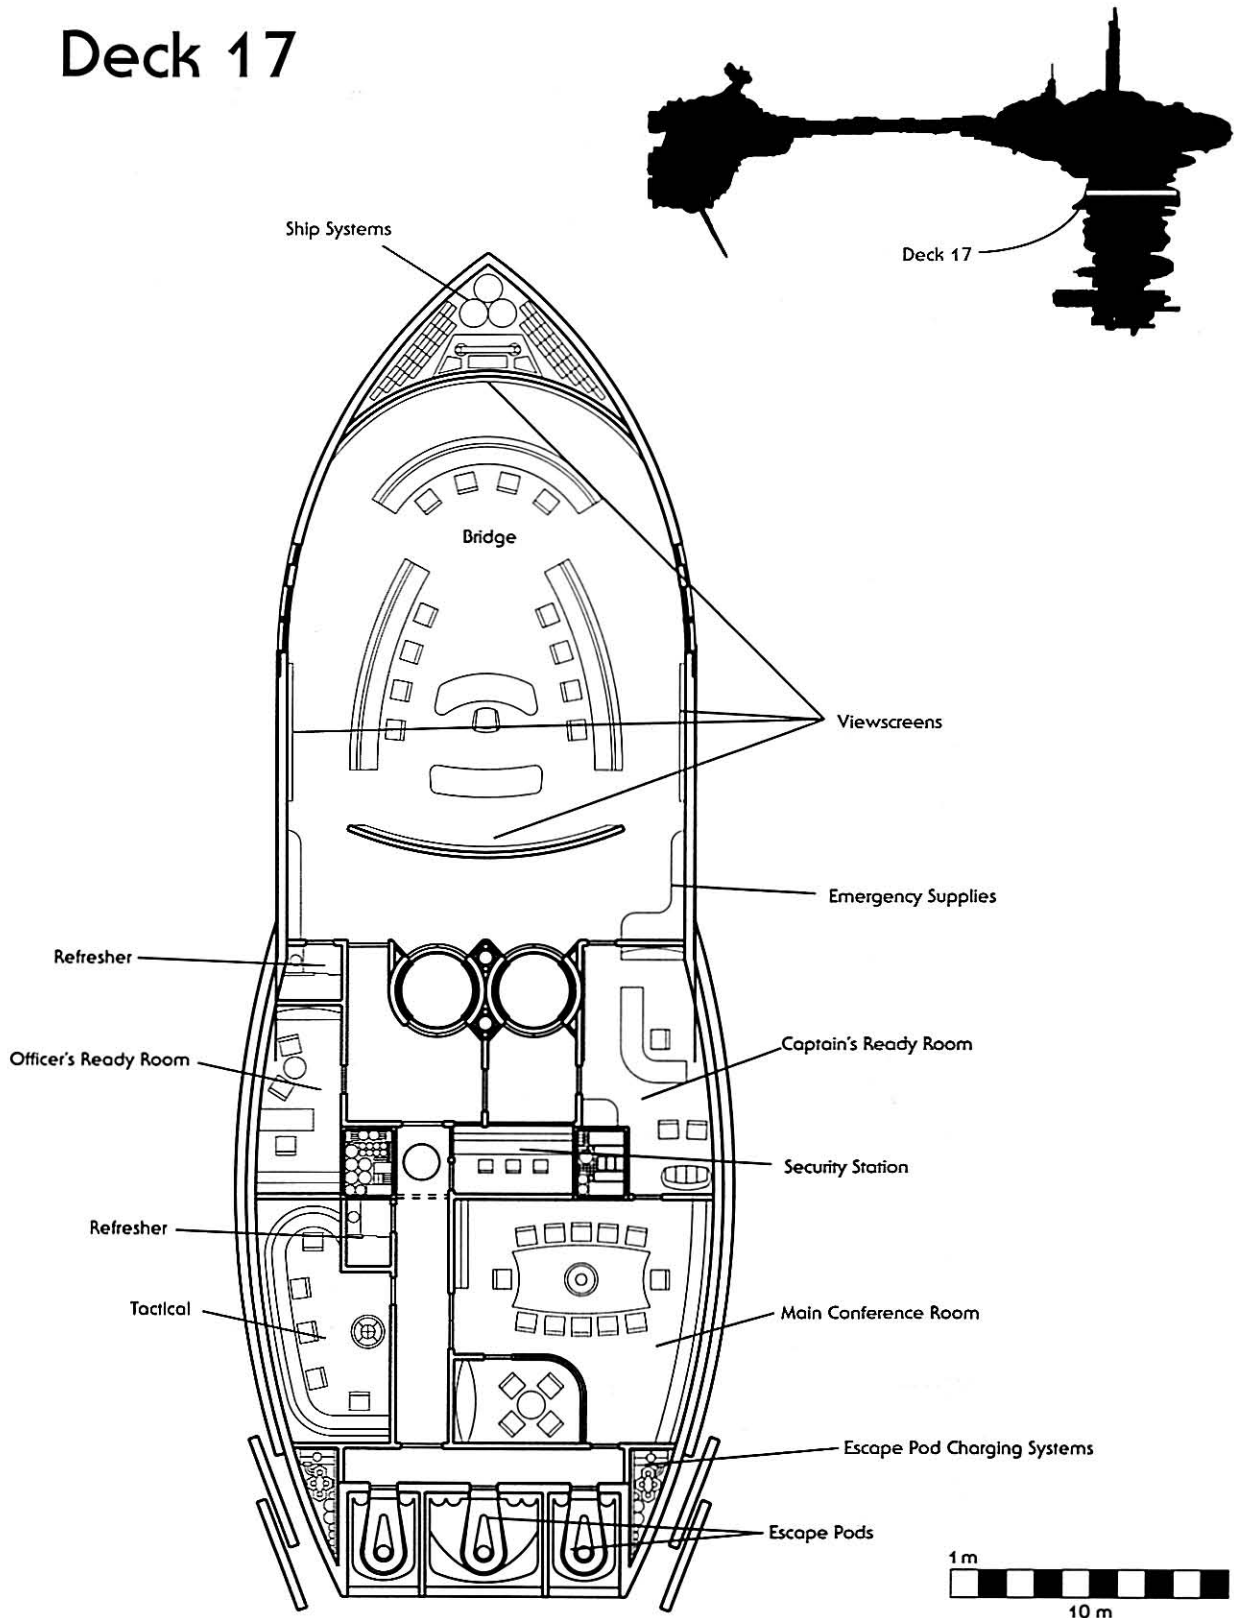 Deck 17
Deck 17
Ship Systems
Bridge
Viewscreens
Emergency Supplies
Refresher
Officer's Ready Room
Captain's Ready Room
Security Station
Refresher
Tactical
Main Conference Room
Escape Pod Charging Systems
Escape Pods
1 m
10 m